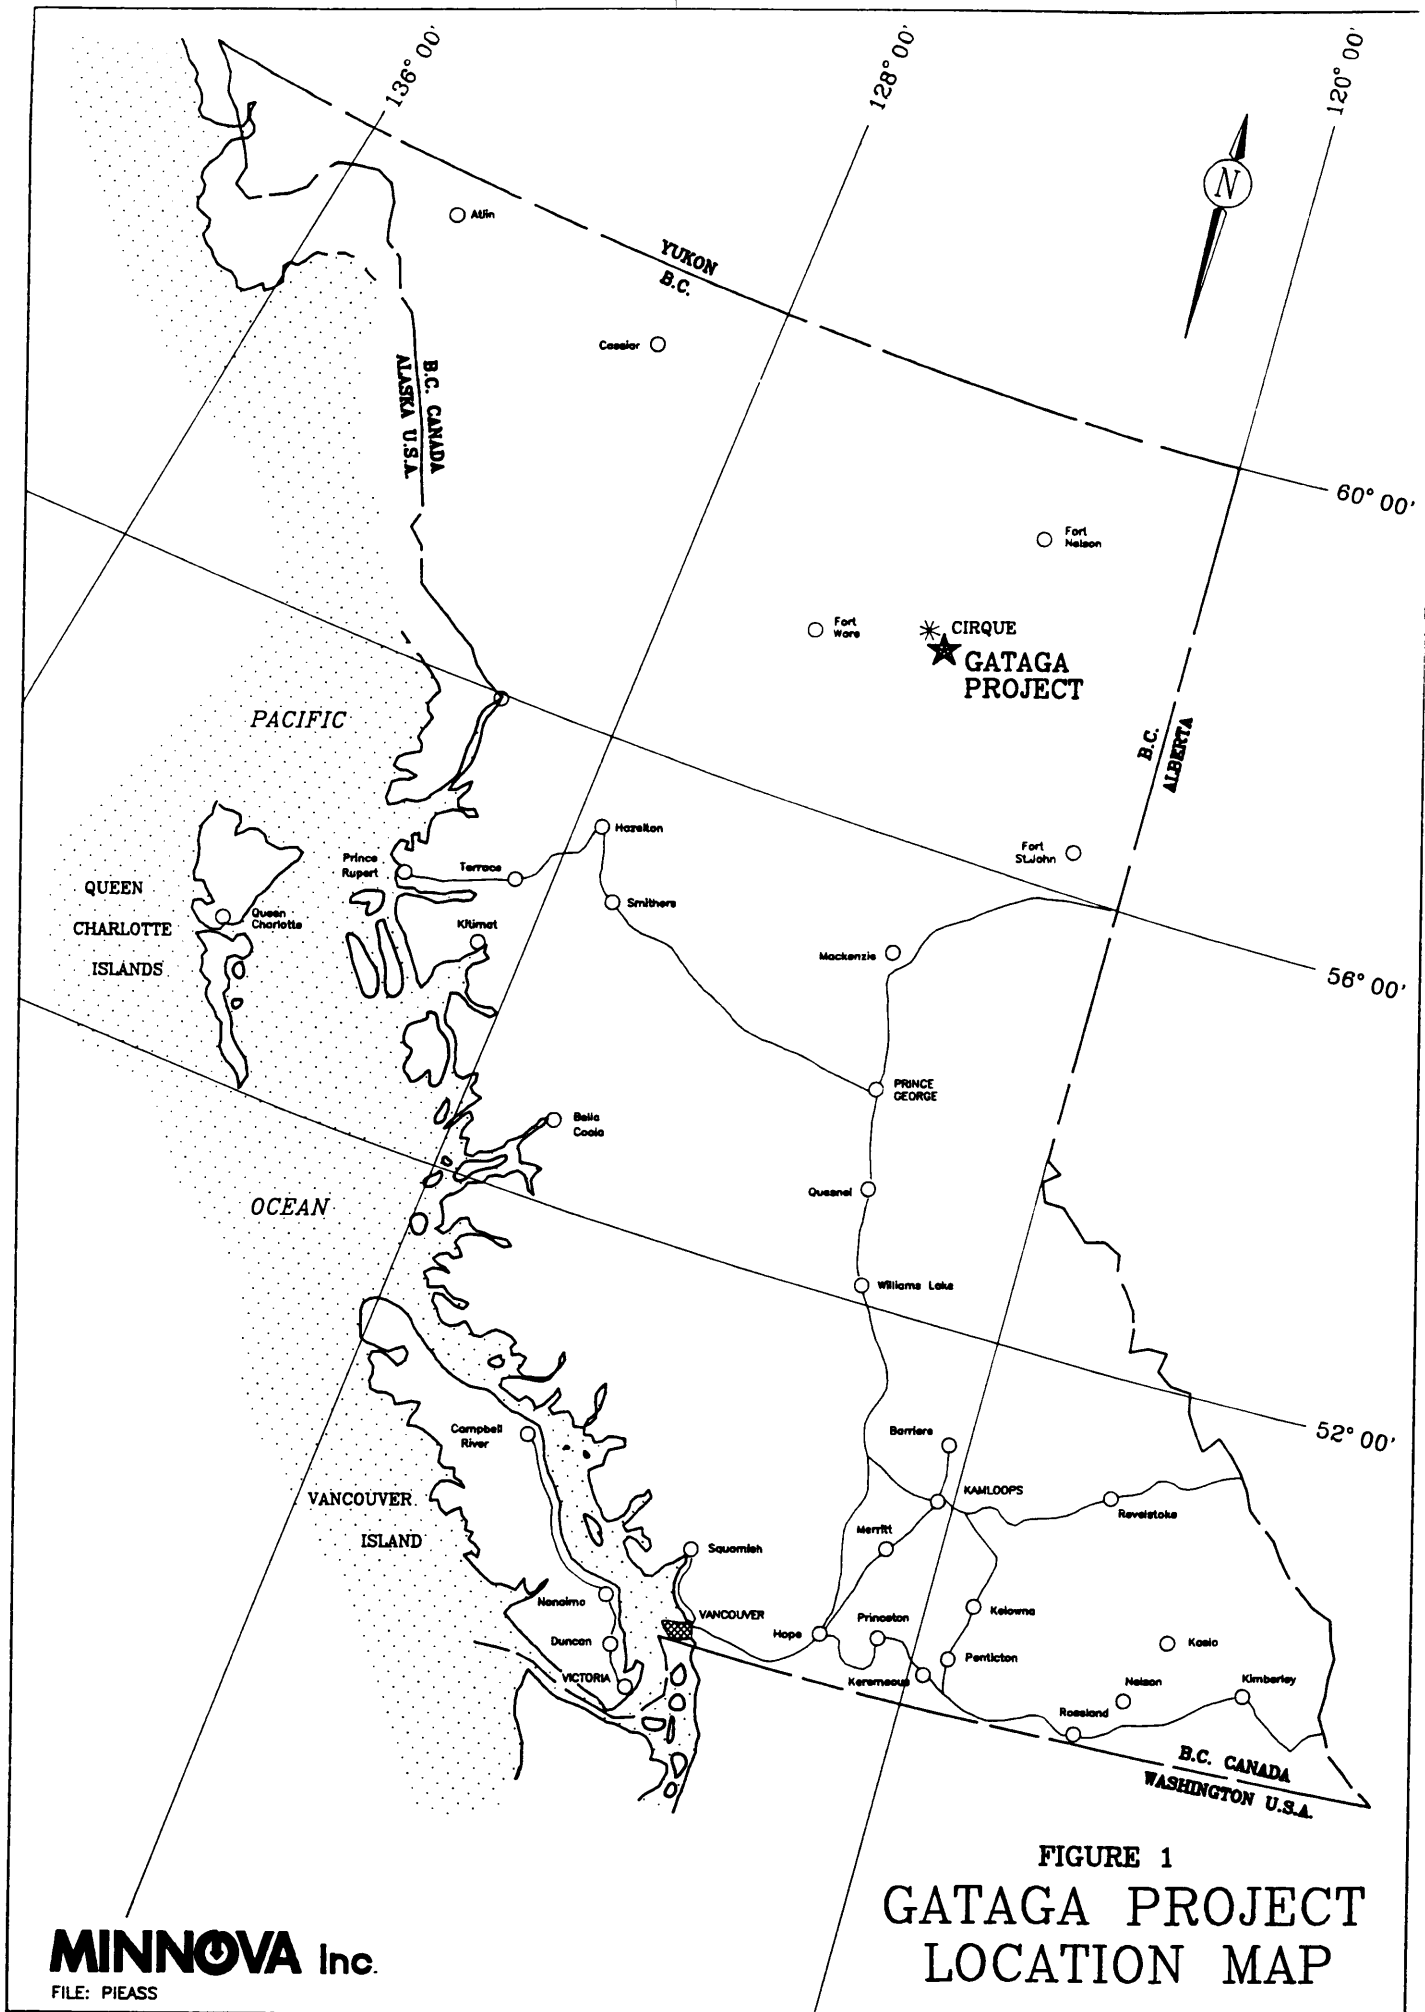 136° 00'
128° 00'
120° 00'
N
Atlin
YUKON
B.C.
Cassiar
B.C. CANADA
ALASKA U.S.A.
60° 00'
Fort
Nelson
Fort
Ware
CIRQUE
GATAGA
PROJECT
PACIFIC
B.C.
ALBERTA
Hazelton
Prince
Rupert
Terrace
Fort
St.John
QUEEN
CHARLOTTE
ISLANDS
Queen
Charlotte
Smithers
Kitimat
Mackenzie
56° 00'
PRINCE
GEORGE
Bella
Coola
Quesnel
OCEAN
Williams Lake
Campbell
River
Barriere
52° 00'
VANCOUVER
ISLAND
KAMLOOPS
Revelstoke
Merritt
Squamish
Nanaimo
VANCOUVER
Hope
Princeton
Kelowna
Duncan
Kaslo
VICTORIA
Keremeous
Penticton
Nelson
Kimberley
Rossland
B.C. CANADA
WASHINGTON U.S.A.
FIGURE 1
GATAGA PROJECT
LOCATION MAP
MINNOVA Inc.
FILE: PIEASS